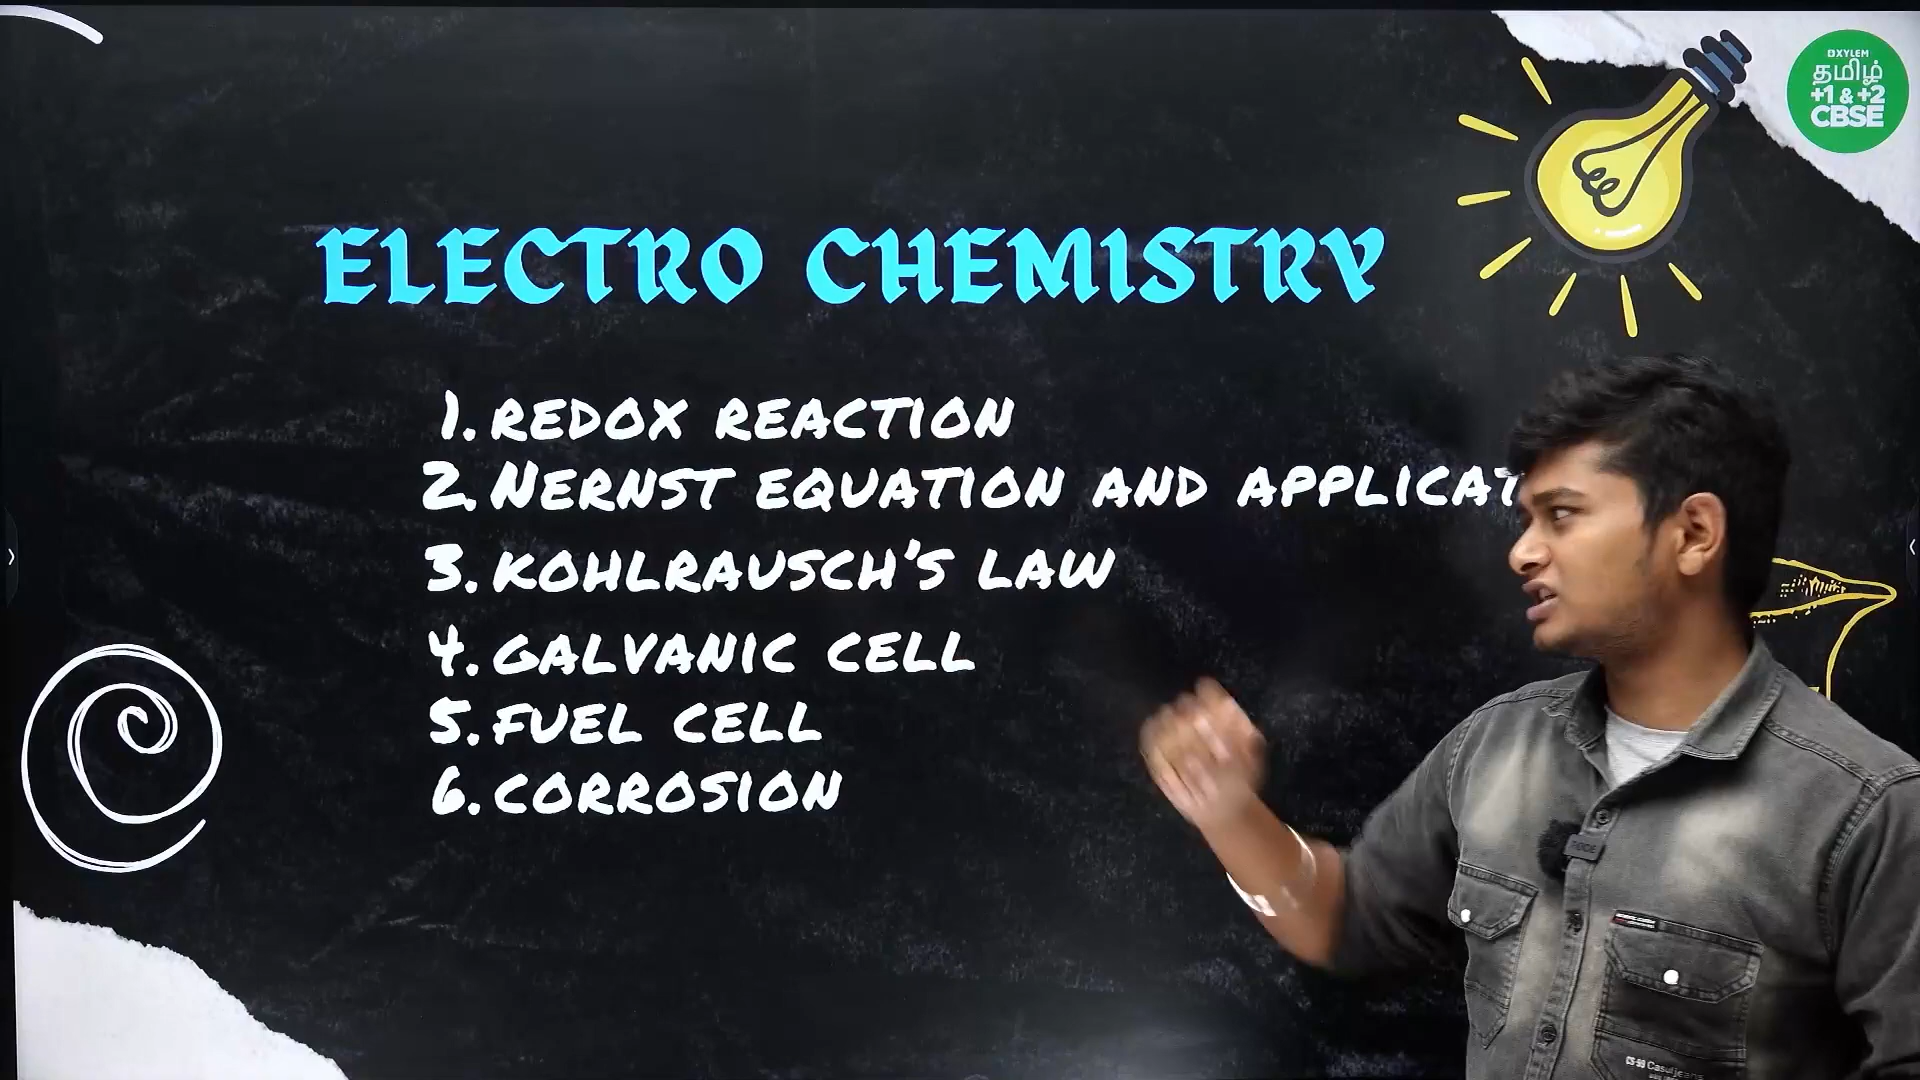 XYLEM
தமிழ்
+1 & +2
CBSE
ELECTRO CHEMISTRY
1. REDOX REACTION
2. NERNST EQUATION AND APPLICAT
3. KOHLRAUSCH'S LAW
4. GALVANIC CELL
5. FUEL CELL
6. CORROSION